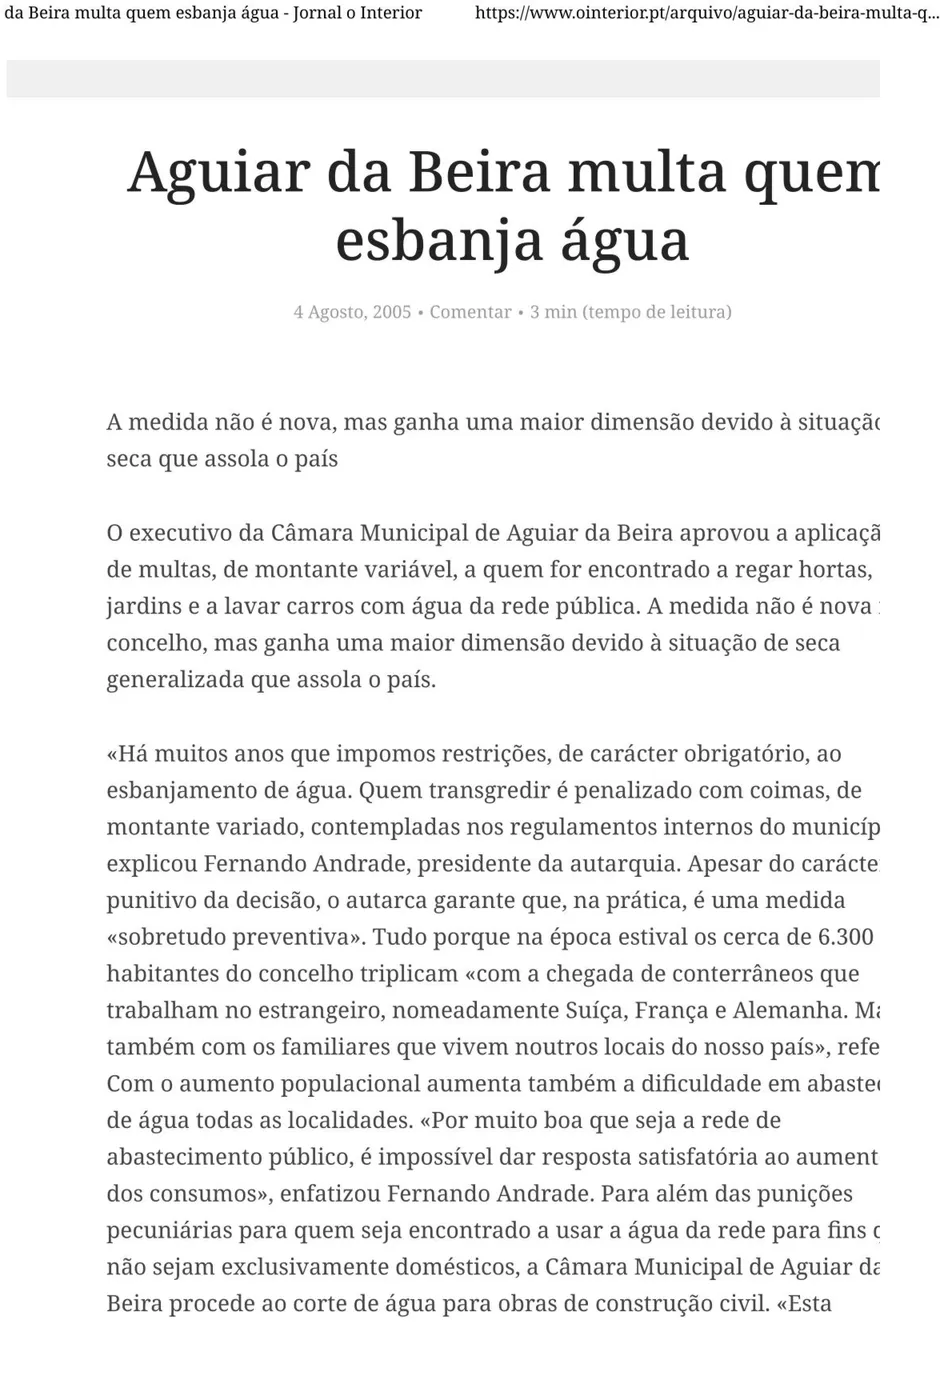 da Beira multa quem esbanja água - Jornal o Interior https://www.ointerior.pt/arquivo/aguiar-da-beira-multa-q...
Aguiar da Beira multa quem
esbanja água
4 Agosto, 2005 • Comentar • 3 min (tempo de leitura)
A medida não é nova, mas ganha uma maior dimensão devido à situação
seca que assola o país
O executivo da Câmara Municipal de Aguiar da Beira aprovou a aplicaçã
de multas, de montante variável, a quem for encontrado a regar hortas,
jardins e a lavar carros com água da rede pública. A medida não é nova
concelho, mas ganha uma maior dimensão devido à situação de seca
generalizada que assola o país.
«Há muitos anos que impomos restrições, de carácter obrigatório, ao
esbanjamento de água. Quem transgredir é penalizado com coimas, de
montante variado, contempladas nos regulamentos internos do municíp
explicou Fernando Andrade, presidente da autarquia. Apesar do carácte
punitivo da decisão, o autarca garante que, na prática, é uma medida
«sobretudo preventiva». Tudo porque na época estival os cerca de 6.300
habitantes do concelho triplicam «com a chegada de conterrâneos que
trabalham no estrangeiro, nomeadamente Suíça, França e Alemanha. Ma
também com os familiares que vivem noutros locais do nosso país», refe
Com o aumento populacional aumenta também a dificuldade em abastec
de água todas as localidades. «Por muito boa que seja a rede de
abastecimento público, é impossível dar resposta satisfatória ao aument
dos consumos», enfatizou Fernando Andrade. Para além das punições
pecuniárias para quem seja encontrado a usar a água da rede para fins q
não sejam exclusivamente domésticos, a Câmara Municipal de Aguiar da
Beira procede ao corte de água para obras de construção civil. «Esta